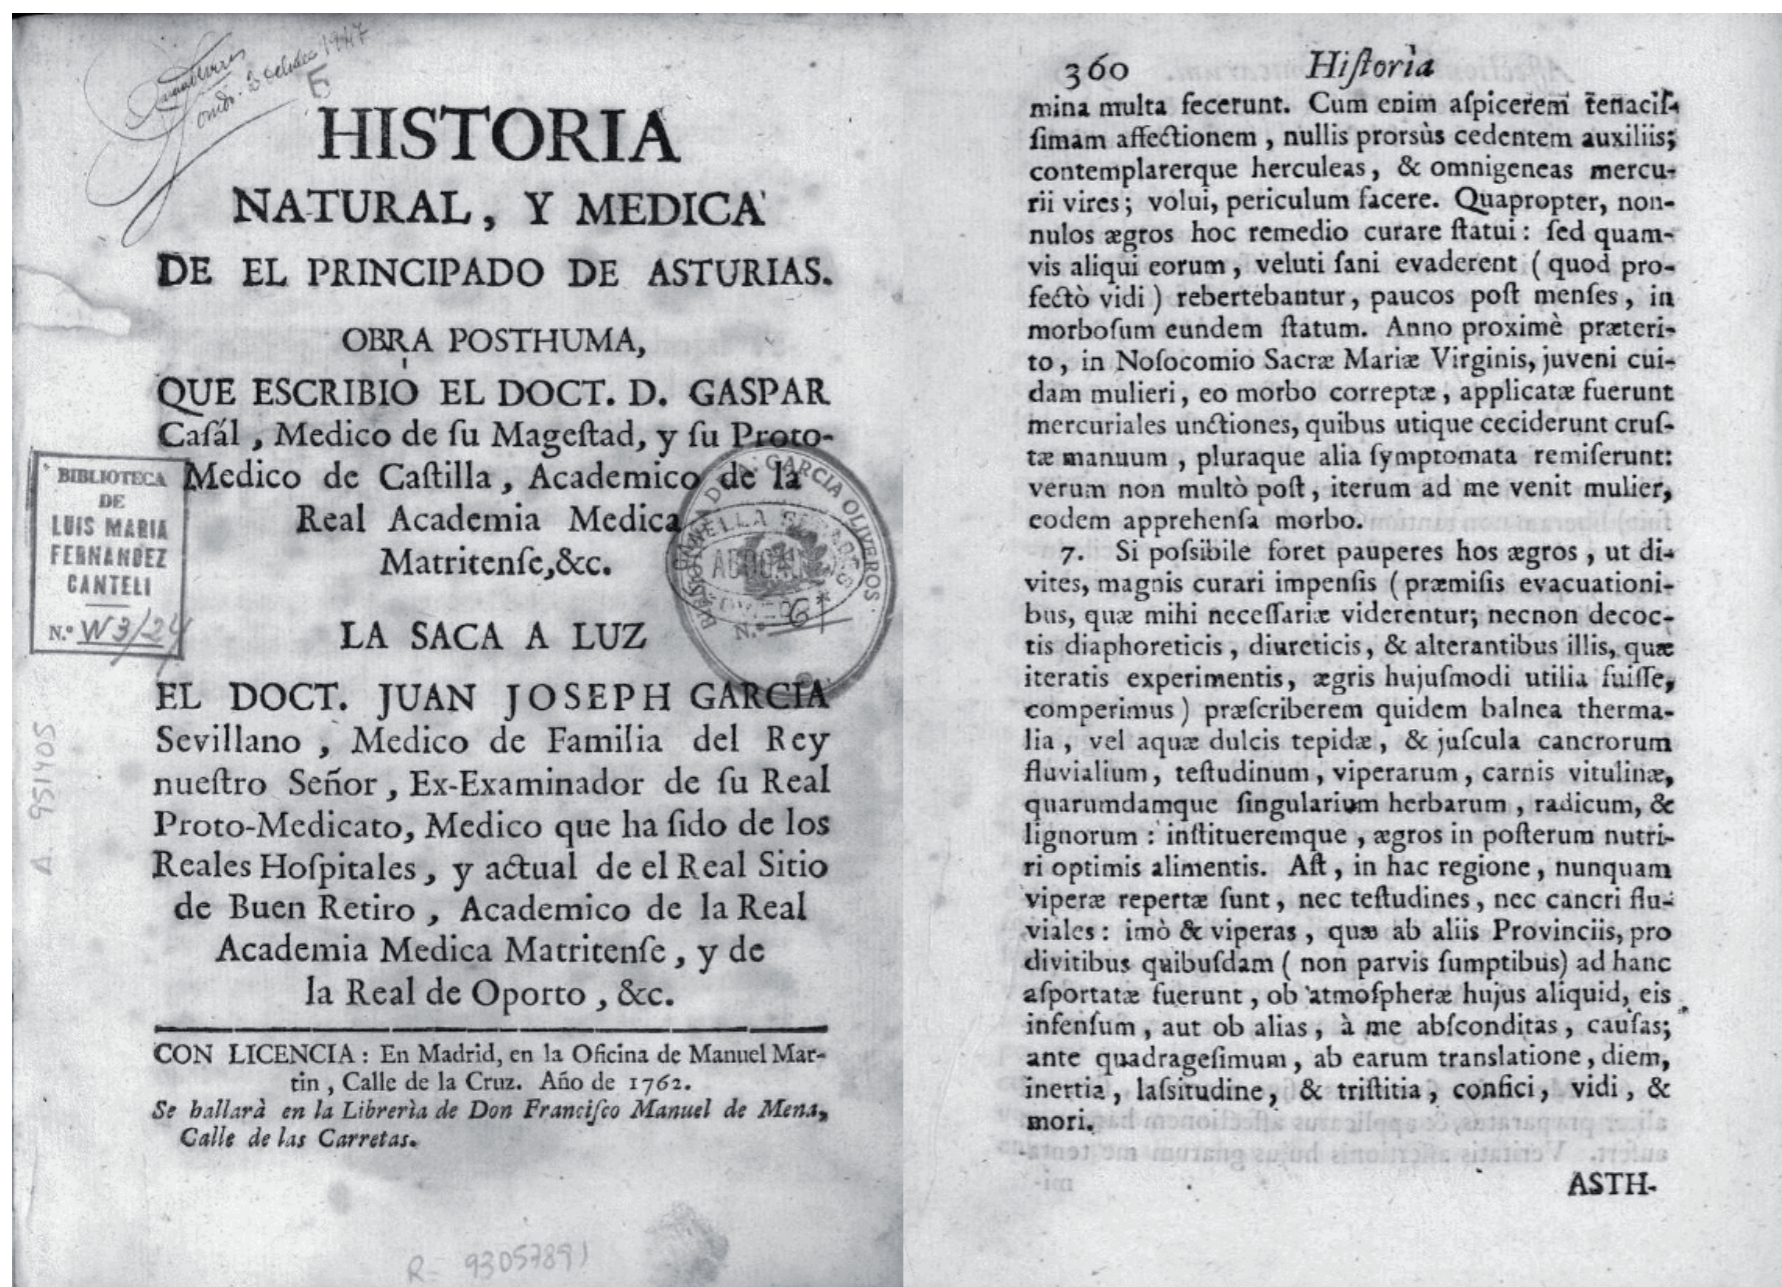 octubre 1947
E
HISTORIA
NATURAL, Y MEDICA
DE EL PRINCIPADO DE ASTURIAS.
OBRA POSTHUMA,
QUE ESCRIBIÒ EL DOCT. D. GASPAR
Caſál, Medico de ſu Mageſtad, y ſu Proto-
Medico de Caſtilla, Academico de la
Real Academia Medica
Matritenſe,&c.
LA SACA A LUZ
EL DOCT. JUAN JOSEPH GARCIA
Sevillano, Medico de Familia del Rey
nueſtro Señor, Ex-Examinador de ſu Real
Proto-Medicato, Medico que ha ſido de los
Reales Hoſpitales, y actual de el Real Sitio
de Buen Retiro, Academico de la Real
Academia Medica Matritenſe, y de
la Real de Oporto, &c.
CON LICENCIA: En Madrid, en la Oficina de Manuel Mar-
tin, Calle de la Cruz. Año de 1762.
Se hallarà en la Librerìa de Don Franciſco Manuel de Mena,
Calle de las Carretas.
BIBLIOTECA
DE
LUIS MARIA
FERNANDEZ
CANTELI
N.º W3/24
GARCIA OLIVEROS
ABOGADO
N.º 61
A. 951405
R= 93057891
360 Hiſtoria
mina multa fecerunt. Cum enim aſpicerem tenaciſ-
ſimam affectionem, nullis prorsùs cedentem auxiliis;
contemplarerque herculeas, & omnigeneas mercu-
rii vires; volui, periculum facere. Quapropter, non-
nulos ægros hoc remedio curare ſtatui: ſed quam-
vis aliqui eorum, veluti ſani evaderent (quod pro-
fectò vidi) rebertebantur, paucos poſt menſes, in
morboſum eundem ſtatum. Anno proximè præteri-
to, in Noſocomio Sacræ Mariæ Virginis, juveni cui-
dam mulieri, eo morbo correptæ, applicatæ fuerunt
mercuriales unctiones, quibus utique ceciderunt cruſ-
tæ manuum, pluraque alia ſymptomata remiſerunt:
verum non multò poſt, iterum ad me venit mulier,
eodem apprehenſa morbo.
7. Si poſsibile foret pauperes hos ægros, ut di-
vites, magnis curari impenſis (præmiſis evacuationi-
bus, quæ mihi neceſſariæ viderentur; necnon decoc-
tis diaphoreticis, diureticis, & alterantibus illis, quæ
iteratis experimentis, ægris hujuſmodi utilia fuiſſe,
comperimus) præſcriberem quidem balnea therma-
lia, vel aquæ dulcis tepidæ, & juſcula cancrorum
fluvialium, teſtudinum, viperarum, carnis vitulinæ,
quarumdamque ſingularium herbarum, radicum, &
lignorum: inſtitueremque, ægros in poſterum nutri-
ri optimis alimentis. Aſt, in hac regione, nunquam
viperæ repertæ ſunt, nec teſtudines, nec cancri flu-
viales: imò & viperas, quæ ab aliis Provinciis, pro
divitibus quibuſdam (non parvis ſumptibus) ad hanc
aſportatæ fuerunt, ob atmoſpheræ hujus aliquid, eis
infenſum, aut ob alias, à me abſconditas, cauſas;
ante quadrageſimum, ab earum translatione, diem,
inertia, laſsitudine, & triſtitia, confici, vidi, &
mori.
ASTH-